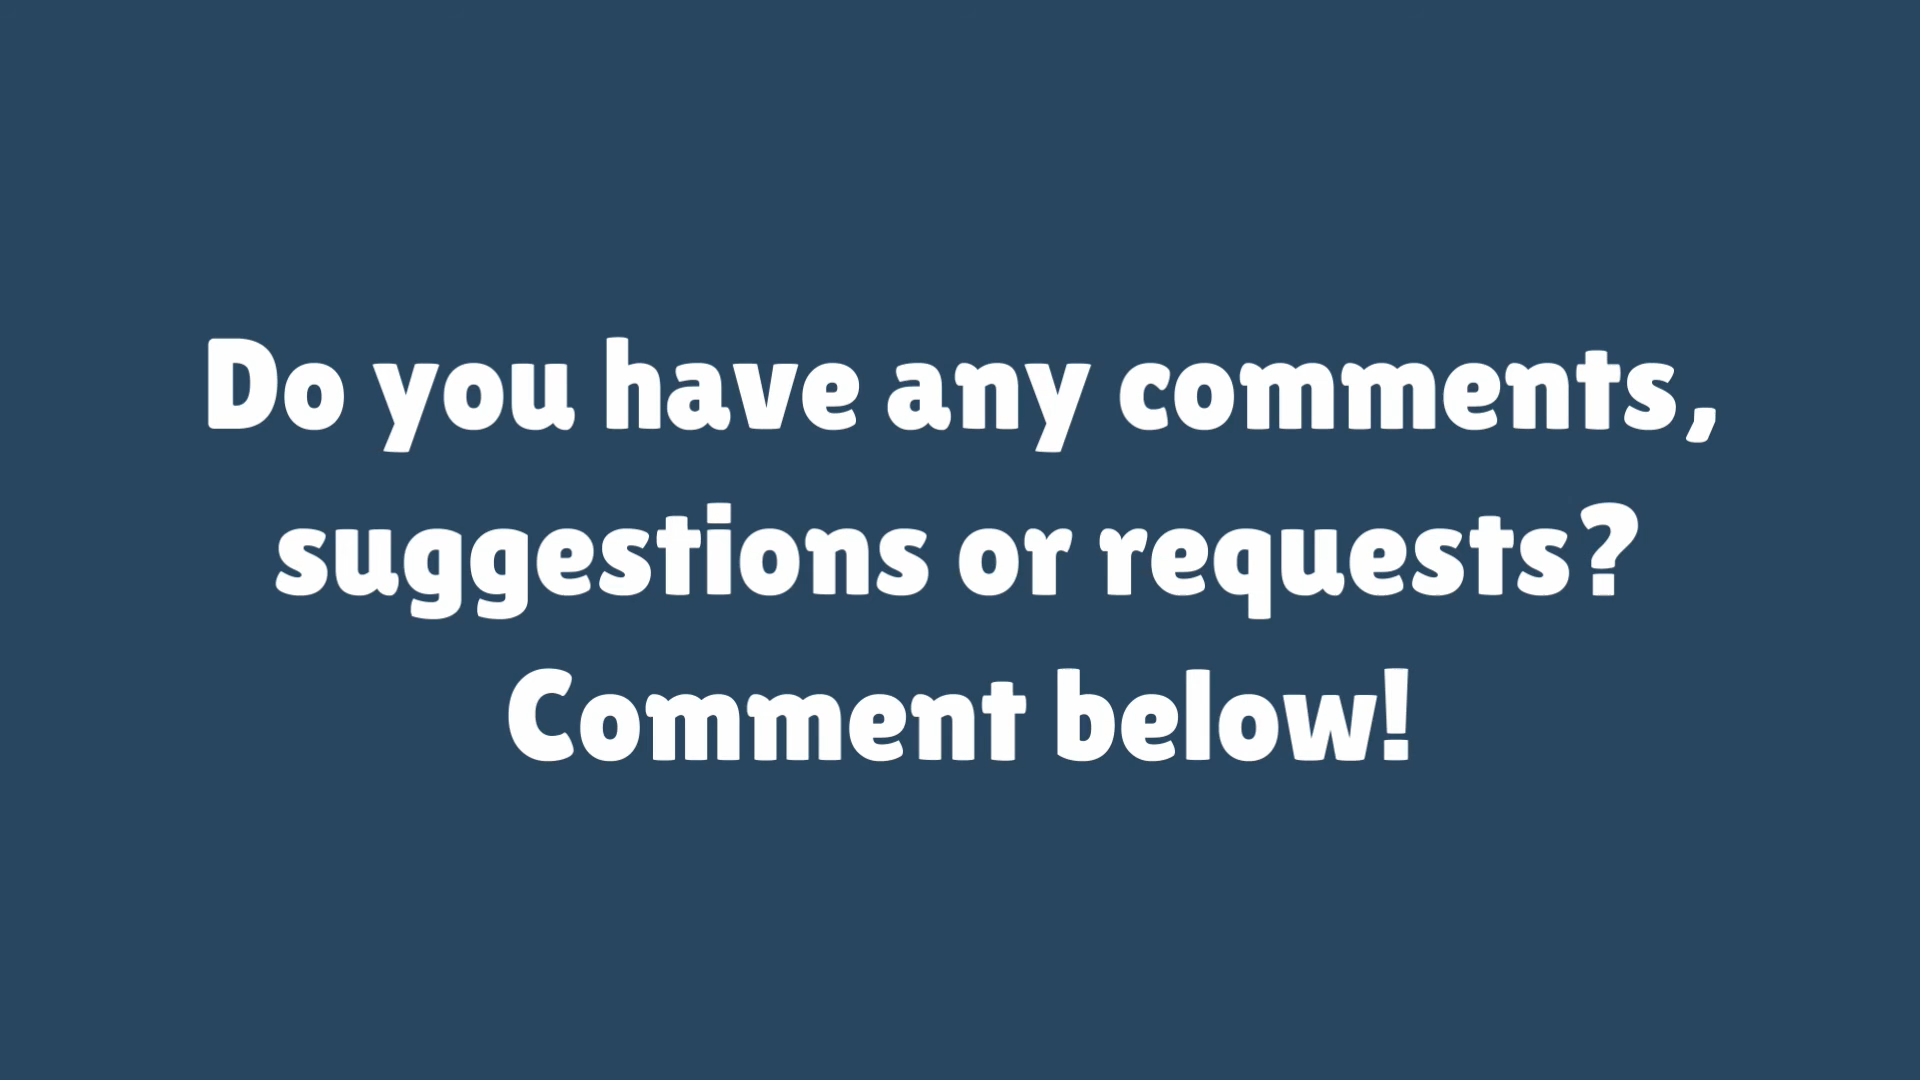 Do you have any comments,
suggestions or requests?
Comment below!